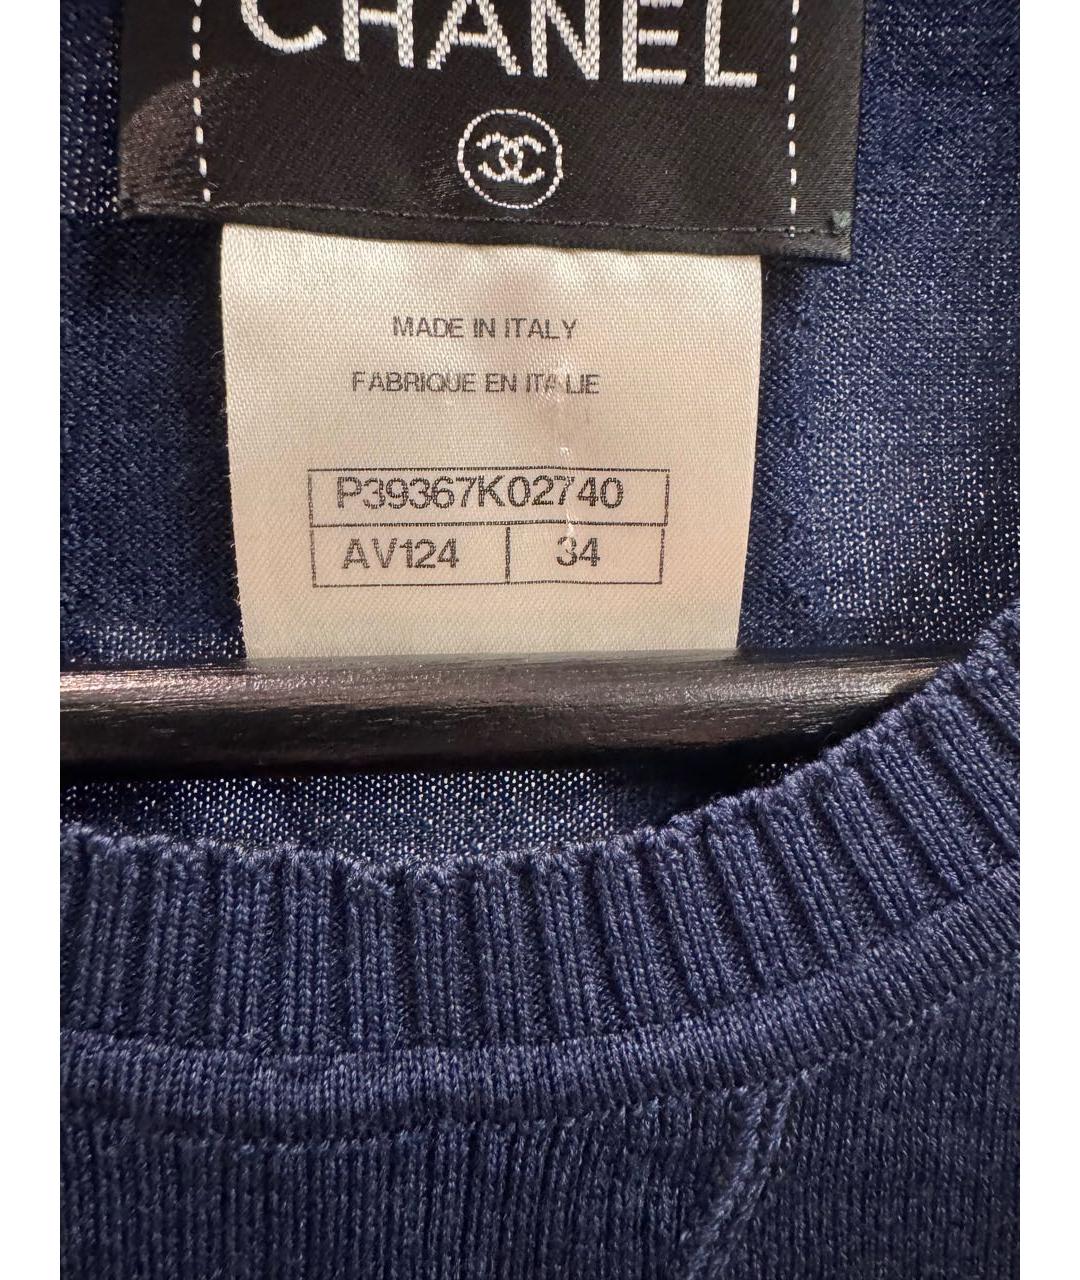 CHANEL
MADE IN ITALY
FABRIQUE EN ITALIE
P39367K02740
AV124 34